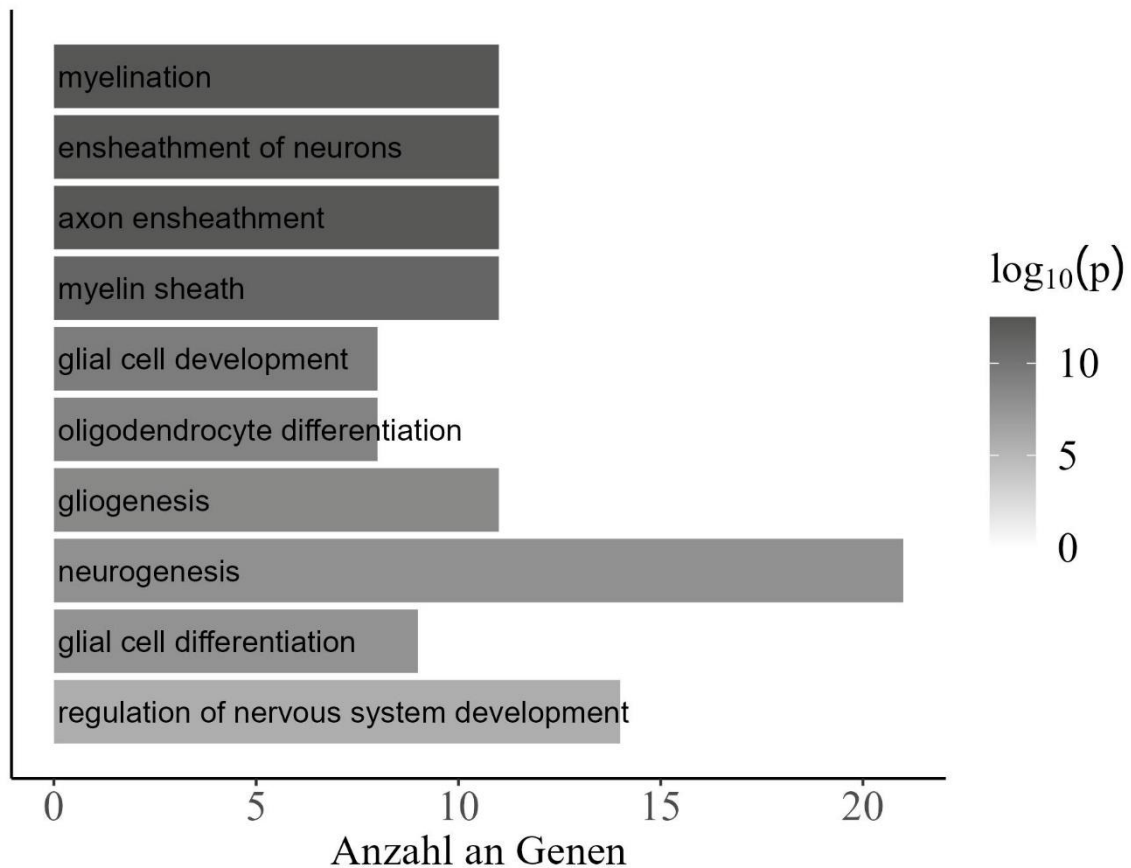 myelination
ensheathment of neurons
axon ensheathment
myelin sheath
glial cell development
oligodendrocyte differentiation
gliogenesis
neurogenesis
glial cell differentiation
regulation of nervous system development
0 5 10 15 20
Anzahl an Genen
log₁₀(p)
10
5
0